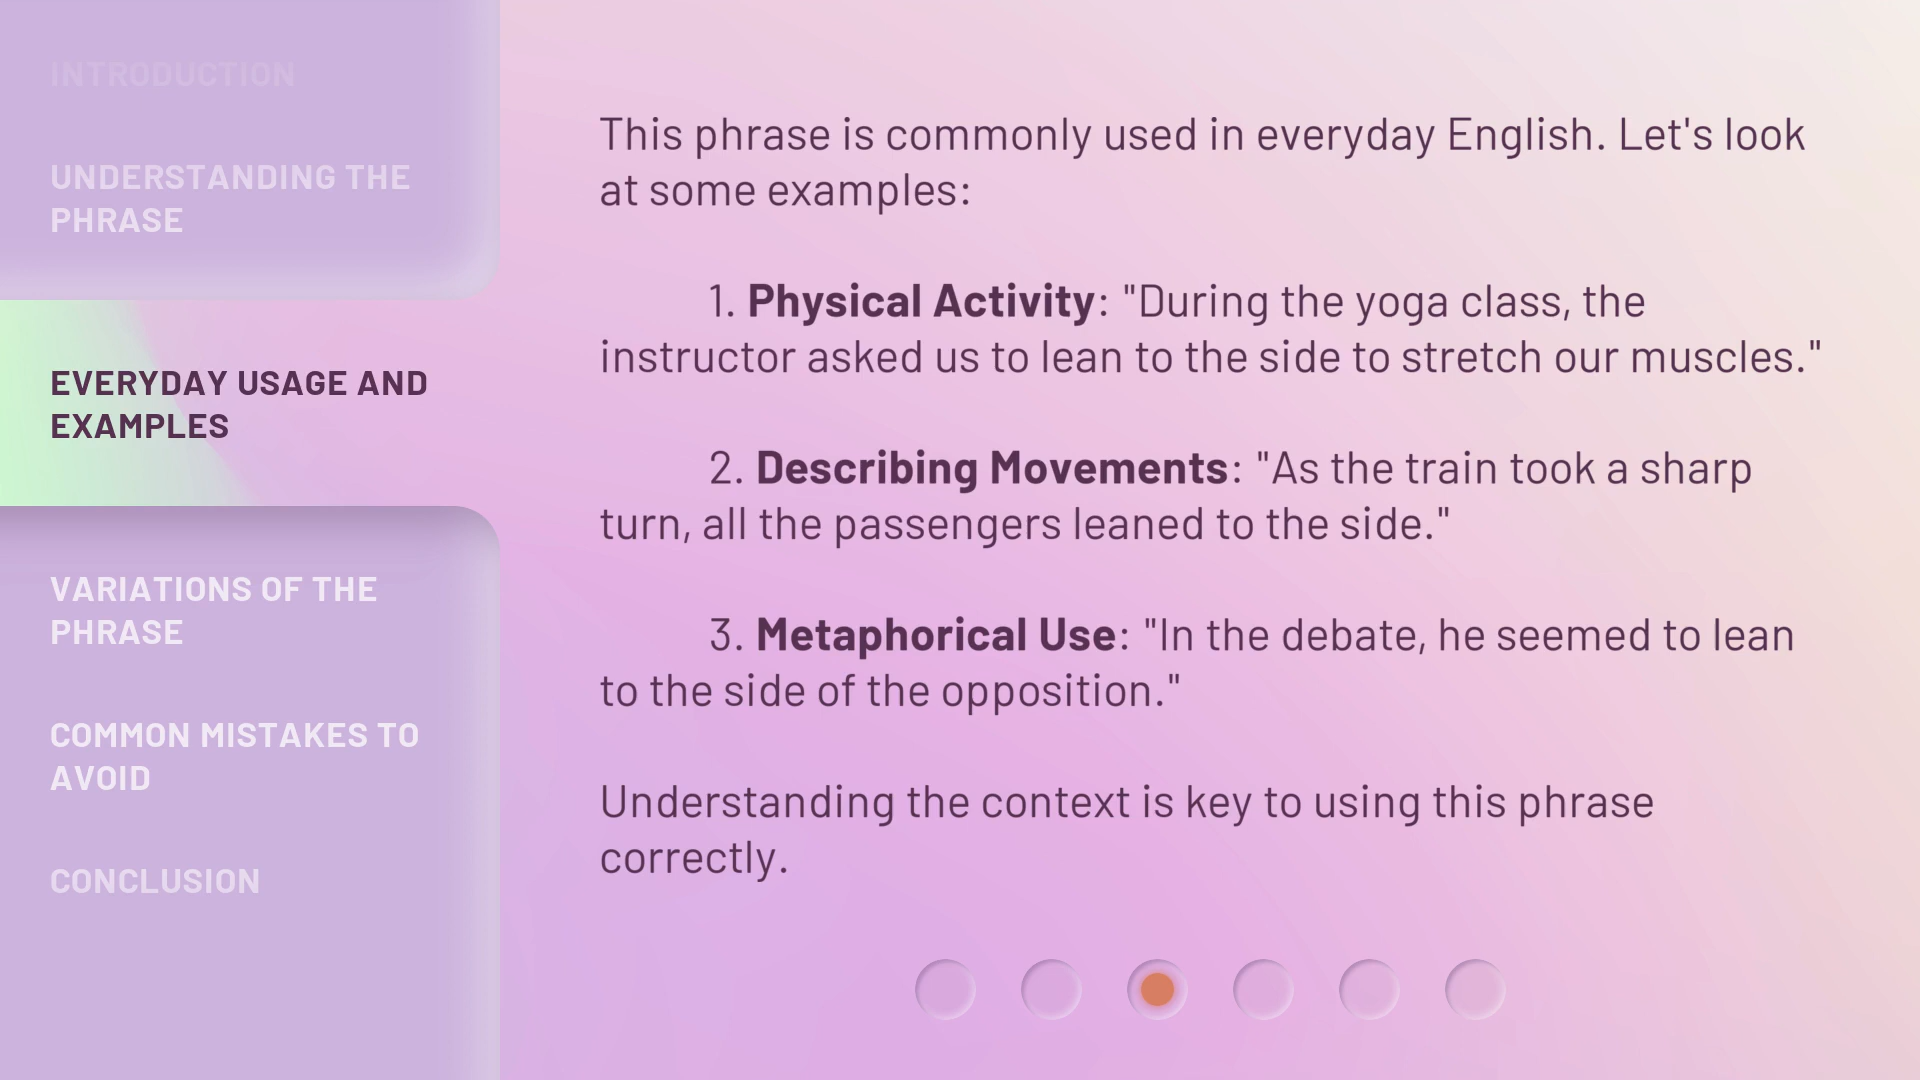 INTRODUCTION
UNDERSTANDING THE
PHRASE
EVERYDAY USAGE AND
EXAMPLES
VARIATIONS OF THE
PHRASE
COMMON MISTAKES TO
AVOID
CONCLUSION
This phrase is commonly used in everyday English. Let's look
at some examples:
1. Physical Activity: "During the yoga class, the
instructor asked us to lean to the side to stretch our muscles."
2. Describing Movements: "As the train took a sharp
turn, all the passengers leaned to the side."
3. Metaphorical Use: "In the debate, he seemed to lean
to the side of the opposition."
Understanding the context is key to using this phrase
correctly.